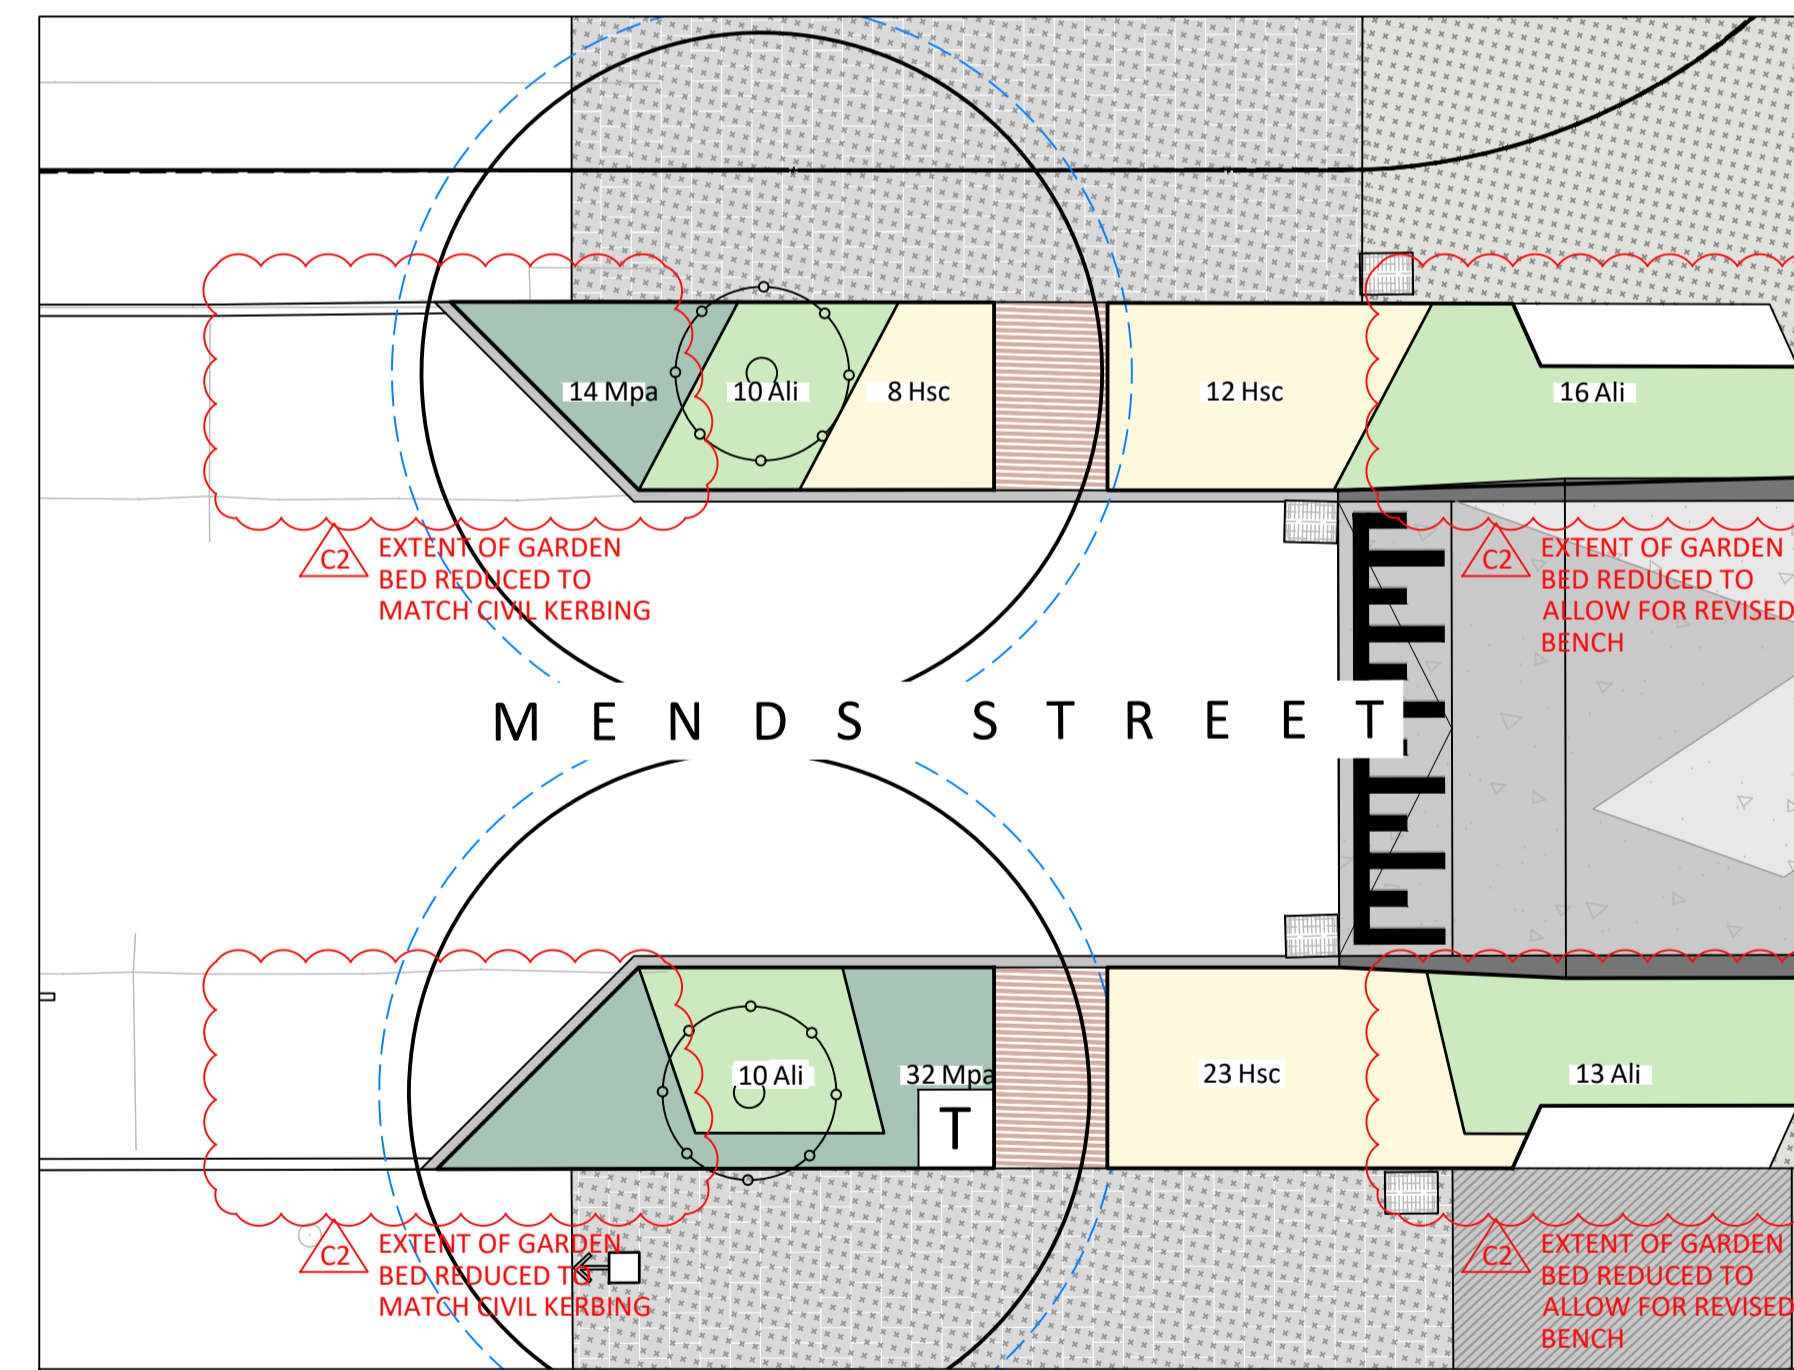 14 Mpa
10 Ali
8 Hsc
12 Hsc
16 Ali
C2
EXTENT OF GARDEN
BED REDUCED TO
MATCH CIVIL KERBING
C2
EXTENT OF GARDEN
BED REDUCED TO
ALLOW FOR REVISED
BENCH
MENDS STREET
10 Ali
32 Mpa
T
23 Hsc
13 Ali
C2
EXTENT OF GARDEN
BED REDUCED TO
MATCH CIVIL KERBING
C2
EXTENT OF GARDEN
BED REDUCED TO
ALLOW FOR REVISED
BENCH